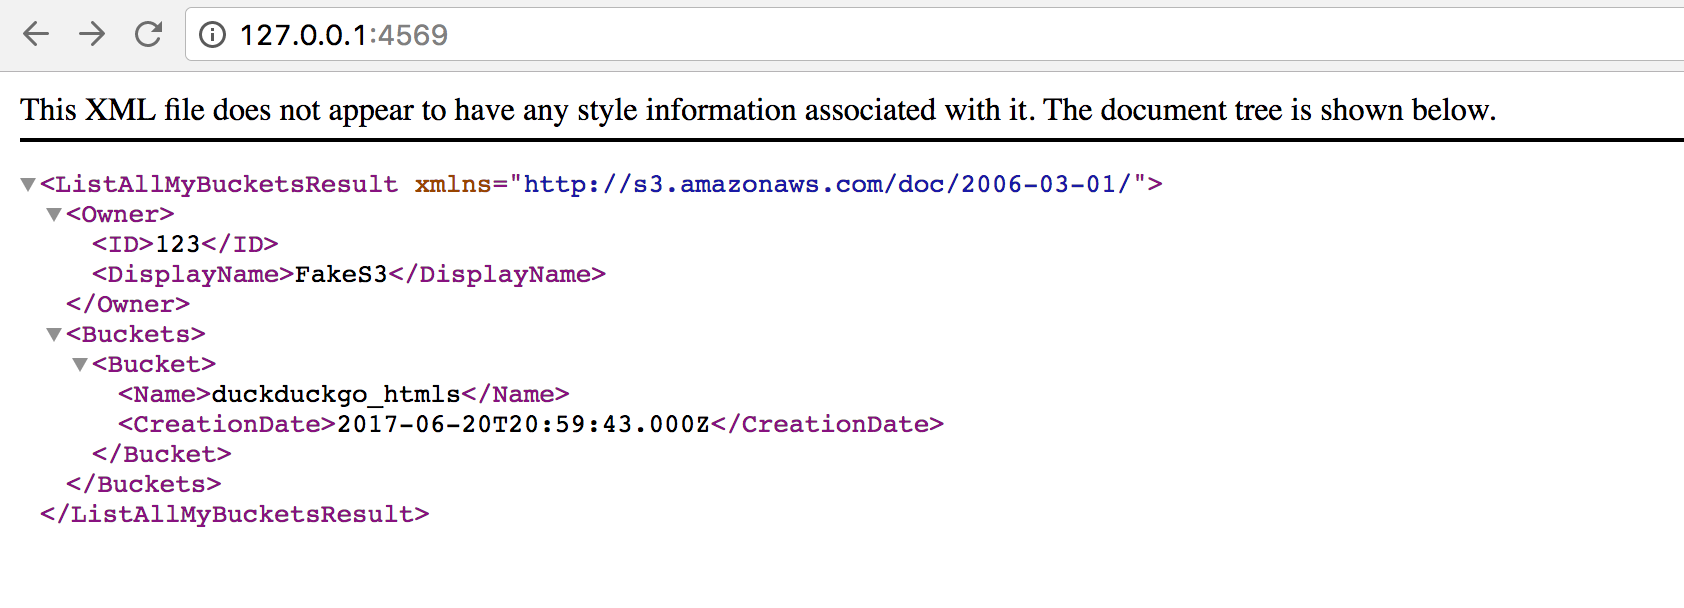 127.0.0.1:4569
This XML file does not appear to have any style information associated with it. The document tree is shown below.
<ListAllMyBucketsResult xmlns="http://s3.amazonaws.com/doc/2006-03-01/">
<Owner>
<ID>123</ID>
<DisplayName>FakeS3</DisplayName>
</Owner>
<Buckets>
<Bucket>
<Name>duckduckgo_htmls</Name>
<CreationDate>2017-06-20T20:59:43.000Z</CreationDate>
</Bucket>
</Buckets>
</ListAllMyBucketsResult>